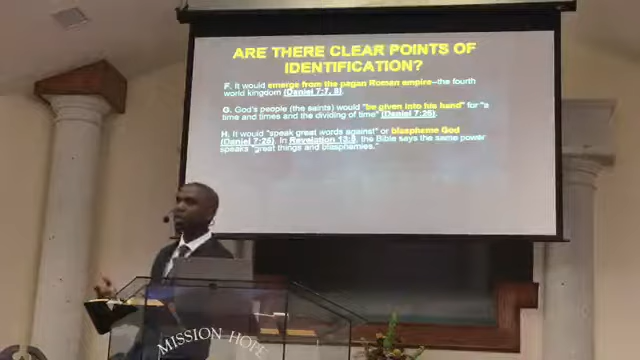 ARE THERE CLEAR POINTS OF
IDENTIFICATION?
F. It would emerge from the pagan Roman empire--the fourth
world kingdom (Daniel 7:7, 8).
G. God's people (the saints) would "be given into his hand" for "a
time and times and the dividing of time" (Daniel 7:25).
H. It would "speak great words against" or blaspheme God
(Daniel 7:25). In Revelation 13:5, the Bible says the same power
speaks "great things and blasphemies."
MISSION HOPE